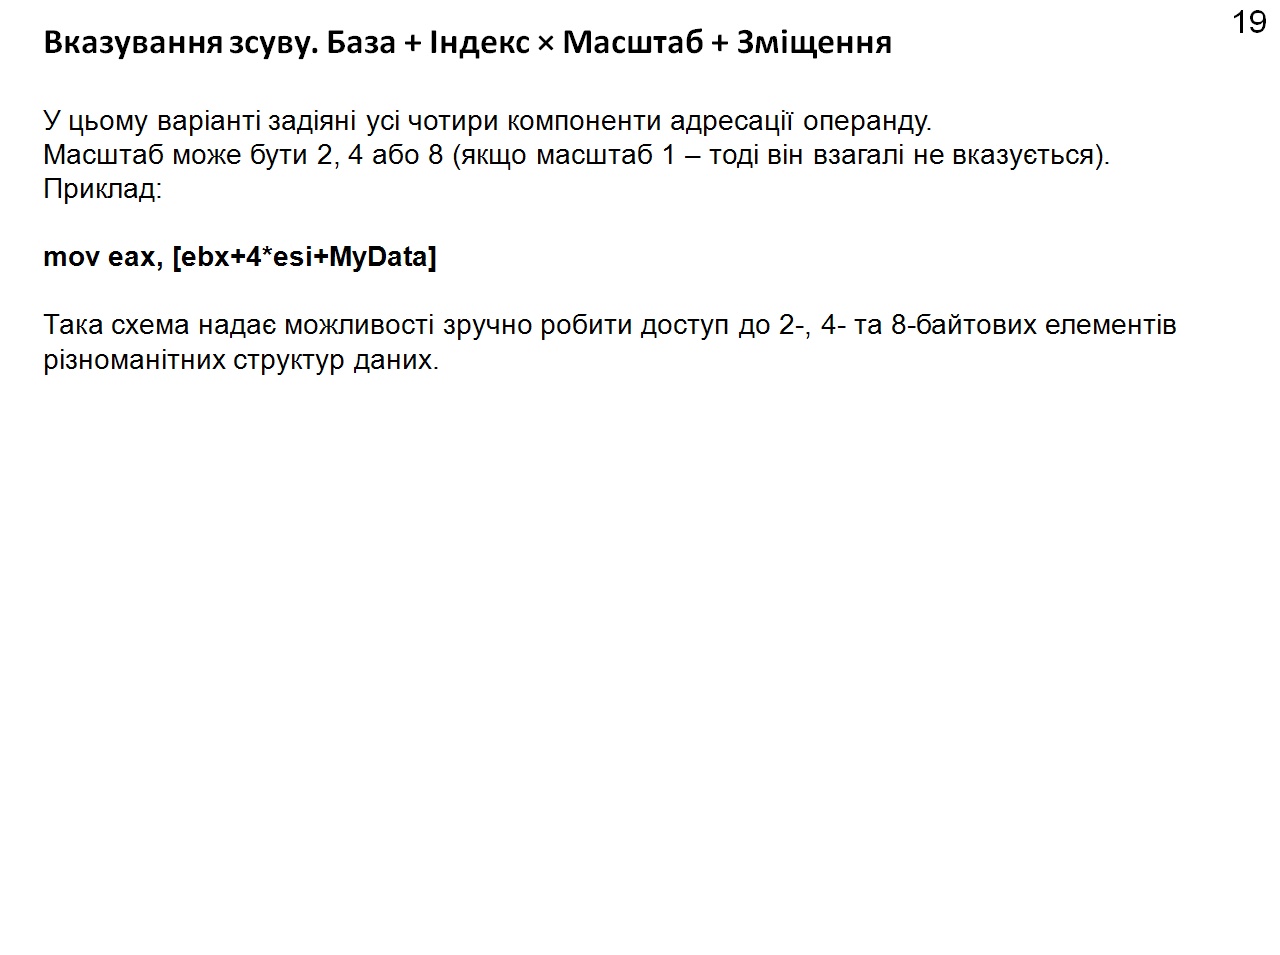 19
Вказування зсуву. База + Індекс × Масштаб + Зміщення
У цьому варіанті задіяні усі чотири компоненти адресації операнду.
Масштаб може бути 2, 4 або 8 (якщо масштаб 1 – тоді він взагалі не вказується).
Приклад:
mov eax, [ebx+4*esi+MyData]
Така схема надає можливості зручно робити доступ до 2-, 4- та 8-байтових елементів
різноманітних структур даних.